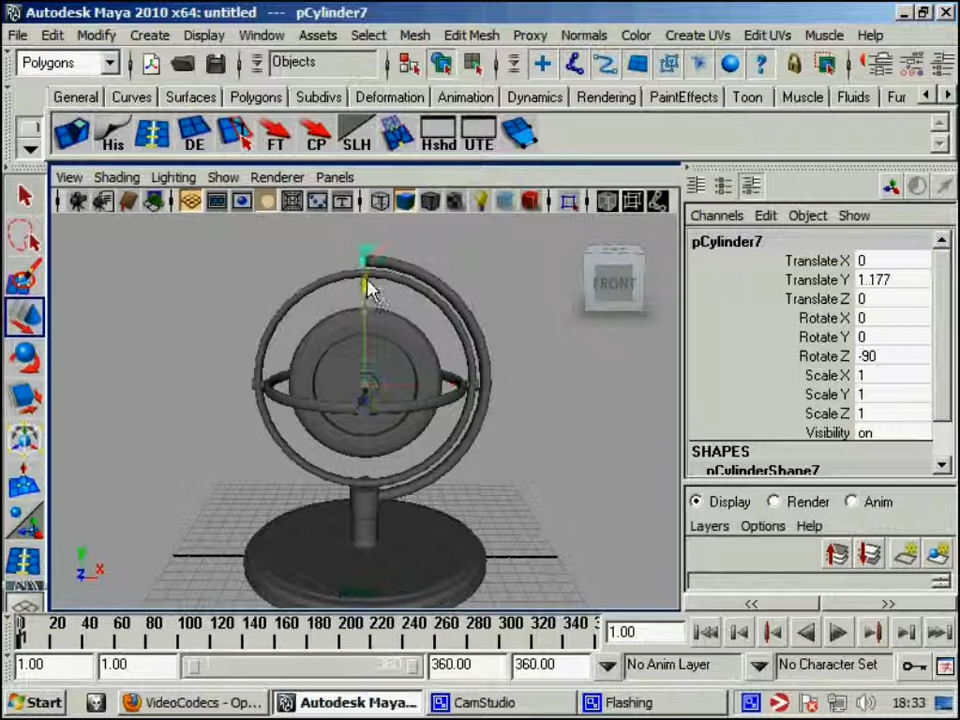 Autodesk Maya 2010 x64: untitled --- pCylinder7
File Edit Modify Create Display Window Assets Select Mesh Edit Mesh Proxy Normals Color Create UVs Edit UVs Muscle Help
Polygons Objects
General Curves Surfaces Polygons Subdivs Deformation Animation Dynamics Rendering PaintEffects Toon Muscle Fluids Fur
1 His DE FT CP SLH Hshd UTE
View Shading Lighting Show Renderer Panels
Channels Edit Object Show
pCylinder7
Translate X 0
Translate Y 1.177
Translate Z 0
Rotate X 0
Rotate Y 0
Rotate Z -90
Scale X 1
Scale Y 1
Scale Z 1
Visibility on
SHAPES
pCylinderShape7
FRONT
Display Render Anim
Layers Options Help
y
z x
<< >>
20 40 60 80 100 120 140 160 180 200 220 240 260 280 300 320 340 3
1.00
1.00 1.00 360 360.00 360.00 No Anim Layer No Character Set
Start VideoCodecs - Op... Autodesk Maya... CamStudio Flashing 18:33